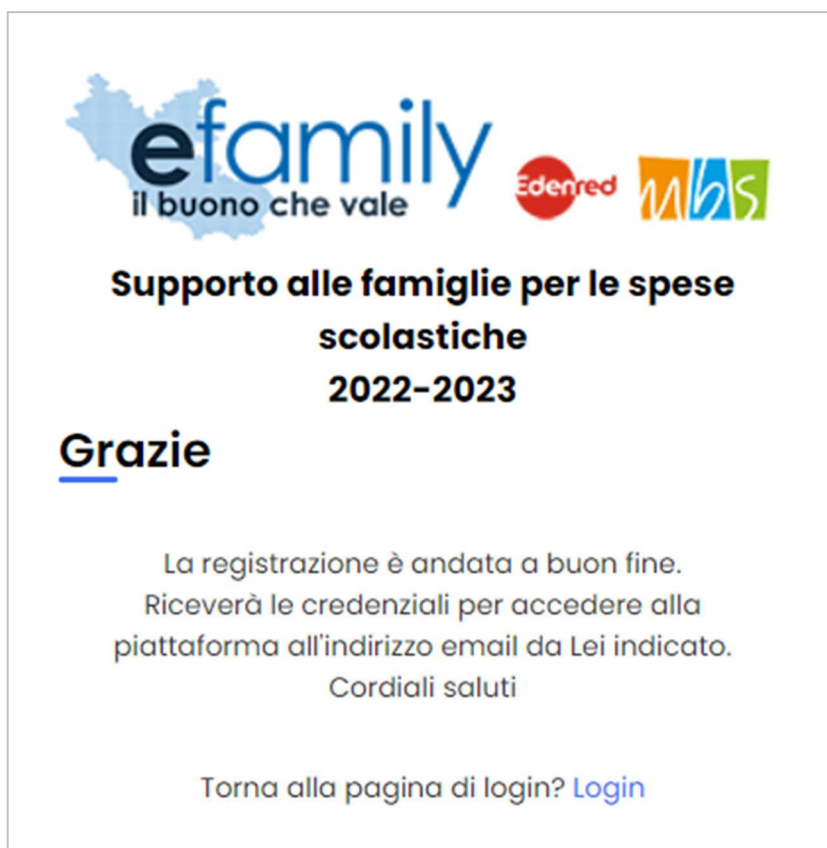 efamily
il buono che vale
Edenred
mbs
Supporto alle famiglie per le spese
scolastiche
2022-2023
Grazie
La registrazione è andata a buon fine.
Riceverà le credenziali per accedere alla
piattaforma all'indirizzo email da Lei indicato.
Cordiali saluti
Torna alla pagina di login? Login